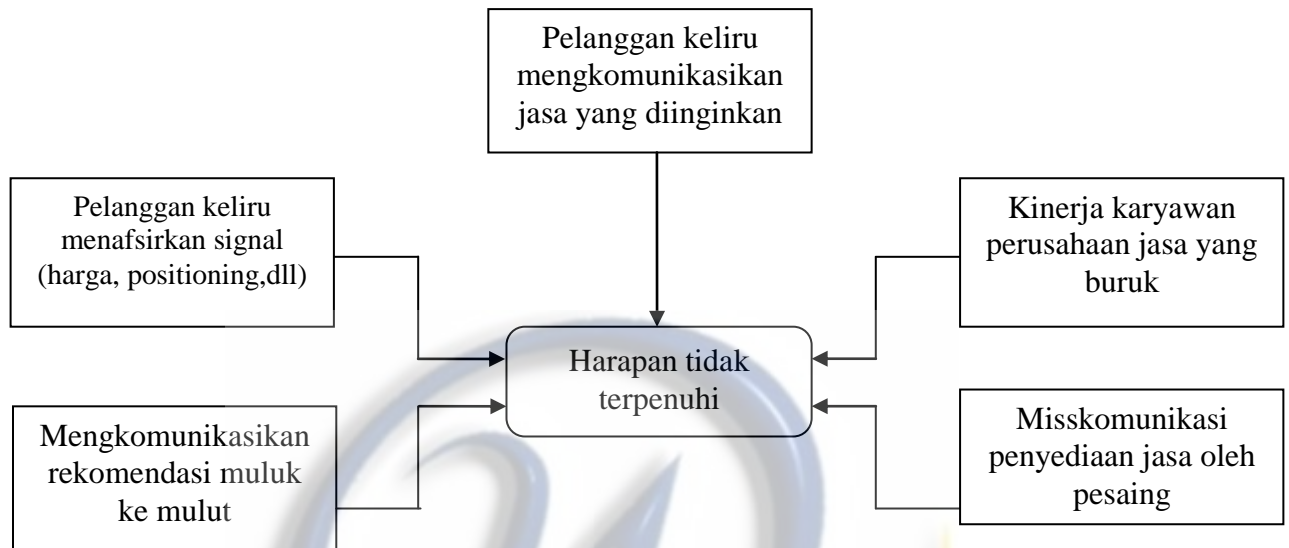 Pelanggan keliru
mengkomunikasikan
jasa yang diinginkan
Pelanggan keliru
menafsirkan signal
(harga, positioning,dll)
Kinerja karyawan
perusahaan jasa yang
buruk
Harapan tidak
terpenuhi
Mengkomunikasikan
rekomendasi muluk
ke mulut
Misskomunikasi
penyediaan jasa oleh
pesaing